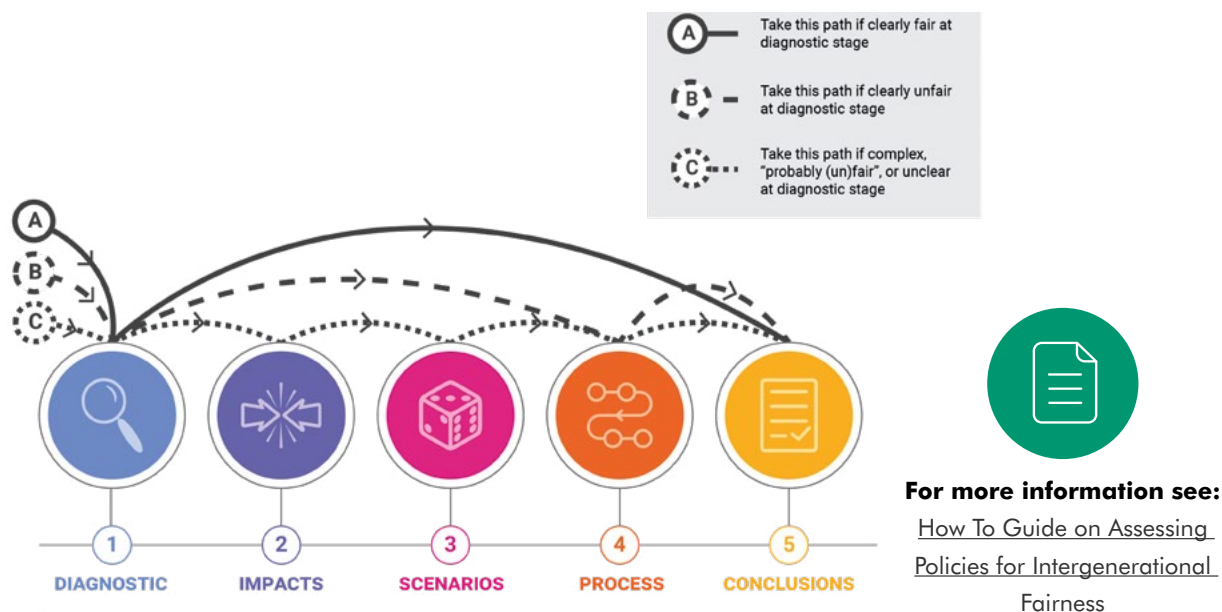 A
Take this path if clearly fair at
diagnostic stage
B
Take this path if clearly unfair
at diagnostic stage
C
Take this path if complex,
“probably (un)fair”, or unclear
at diagnostic stage
A
B
C
1
2
3
4
5
DIAGNOSTIC
IMPACTS
SCENARIOS
PROCESS
CONCLUSIONS
For more information see:
How To Guide on Assessing
Policies for Intergenerational
Fairness